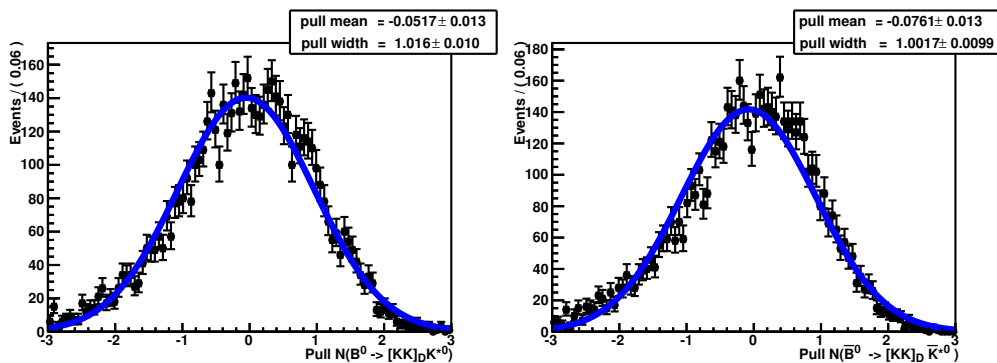 pull mean = -0.0517± 0.013
pull width = 1.016± 0.010
Events / ( 0.06 )
160
140
120
100
80
60
40
20
0
-3 -2 -1 0 1 2 3
Pull N(B⁰ -> [KK]_D K*⁰)
pull mean = -0.0761± 0.013
pull width = 1.0017± 0.0099
Events / ( 0.06 )
180
160
140
120
100
80
60
40
20
0
-3 -2 -1 0 1 2 3
Pull N(B̅⁰ -> [KK]_D K̅*⁰)